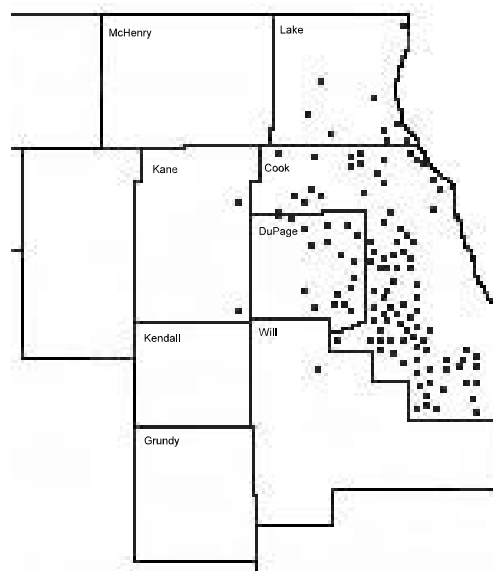 McHenry
Lake
Kane
Cook
DuPage
Kendall
Will
Grundy